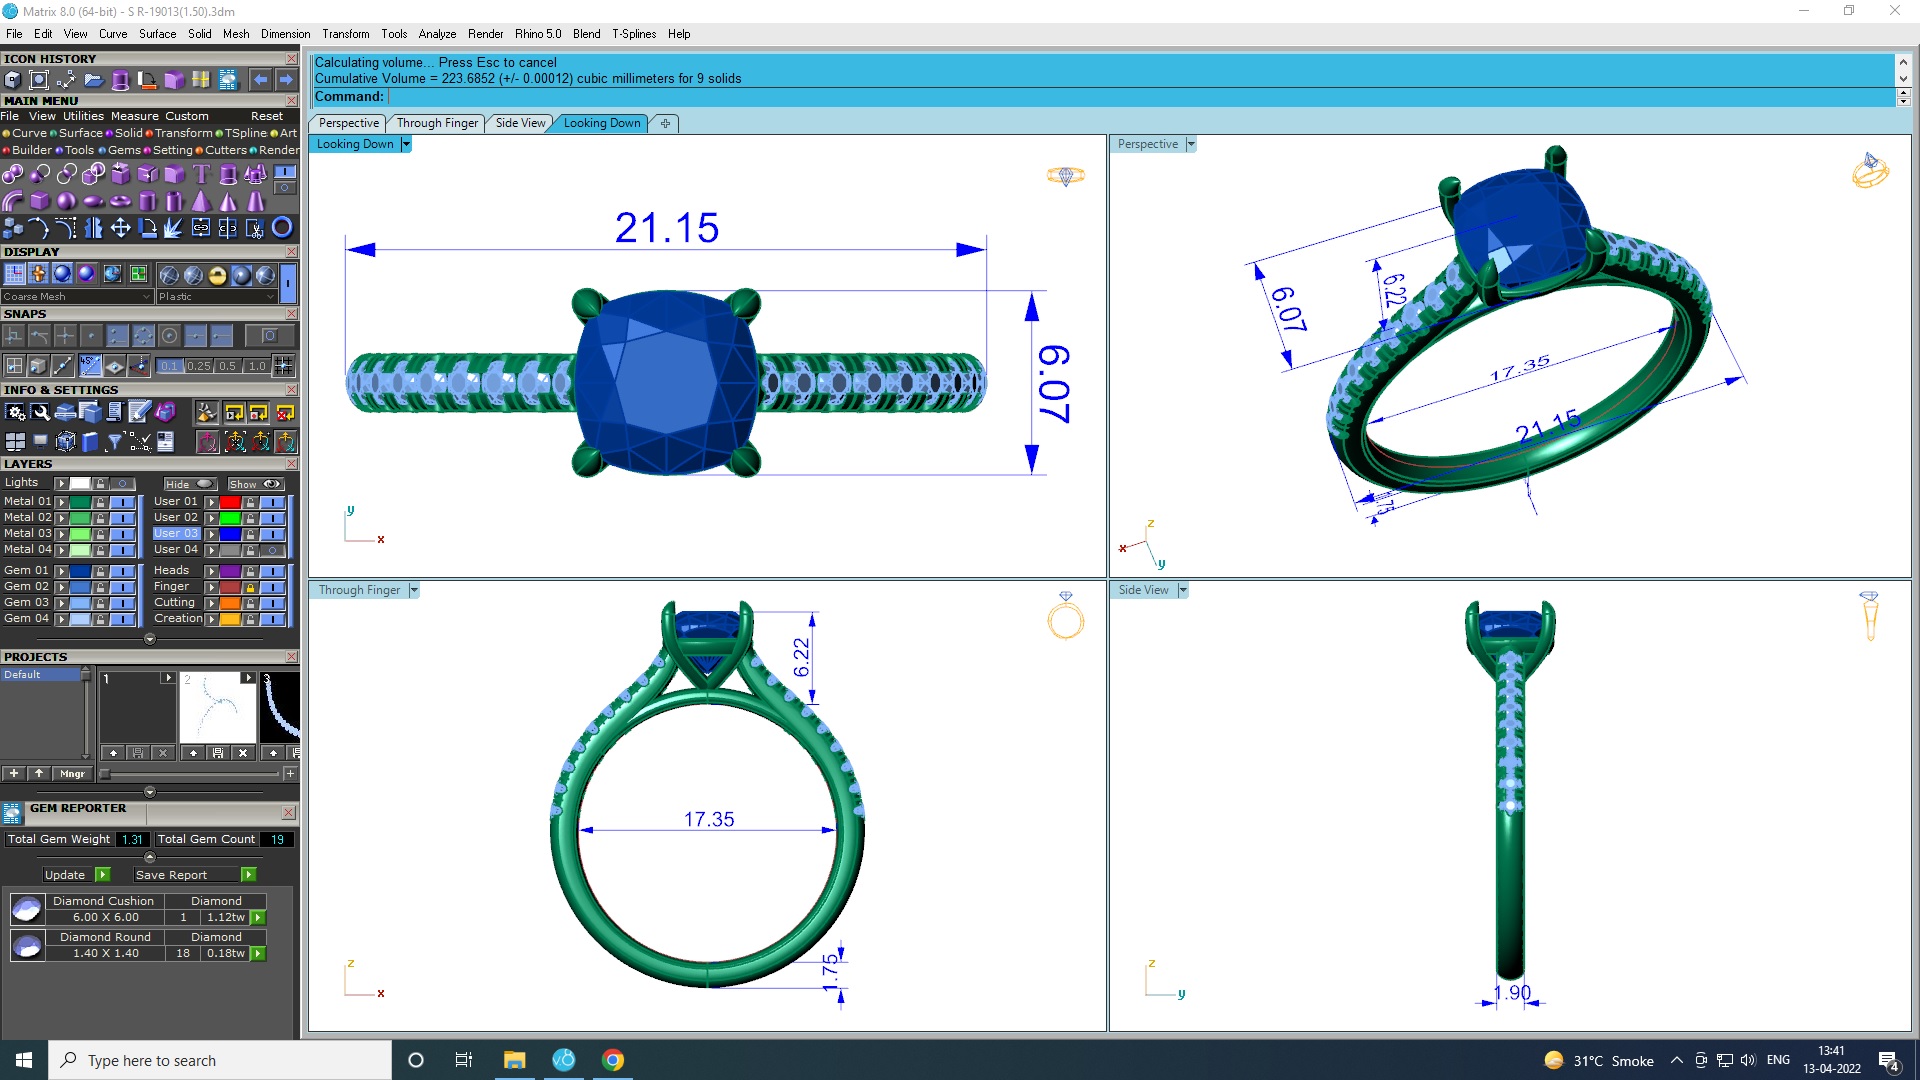 Matrix 8.0 (64-bit) - S R-19013(1.50).3dm
File Edit View Curve Surface Solid Mesh Dimension Transform Tools Analyze Render Rhino 5.0 Blend T-Splines Help
ICON HISTORY
MAIN MENU
File View Utilities Measure Custom Reset
Curve Surface Solid Transform TSpline Art
Builder Tools Gems Setting Cutters Render
DISPLAY
Coarse Mesh Plastic
SNAPS
45°
0.1 0.25 0.5 1.0
INFO & SETTINGS
LAYERS
Lights Hide Show
Metal 01 User 01
Metal 02 User 02
Metal 03 User 03
Metal 04 User 04
Gem 01 Heads
Gem 02 Finger
Gem 03 Cutting
Gem 04 Creation
PROJECTS
Default
1 2 3
Mngr
GEM REPORTER
Total Gem Weight 1.31 Total Gem Count 19
Update Save Report
Diamond Cushion Diamond
6.00 X 6.00 1 1.12tw
Diamond Round Diamond
1.40 X 1.40 18 0.18tw
Calculating volume... Press Esc to cancel
Cumulative Volume = 223.6852 (+/- 0.00012) cubic millimeters for 9 solids
Command:
Perspective Through Finger Side View Looking Down
Looking Down
21.15
6.07
y
x
Perspective
6.07
6.22
17.35
21.15
1.75
z
x
y
Through Finger
6.22
17.35
1.75
z
x
Side View
1.90
z
y
Type here to search
31°C Smoke
ENG
13:41
13-04-2022
4